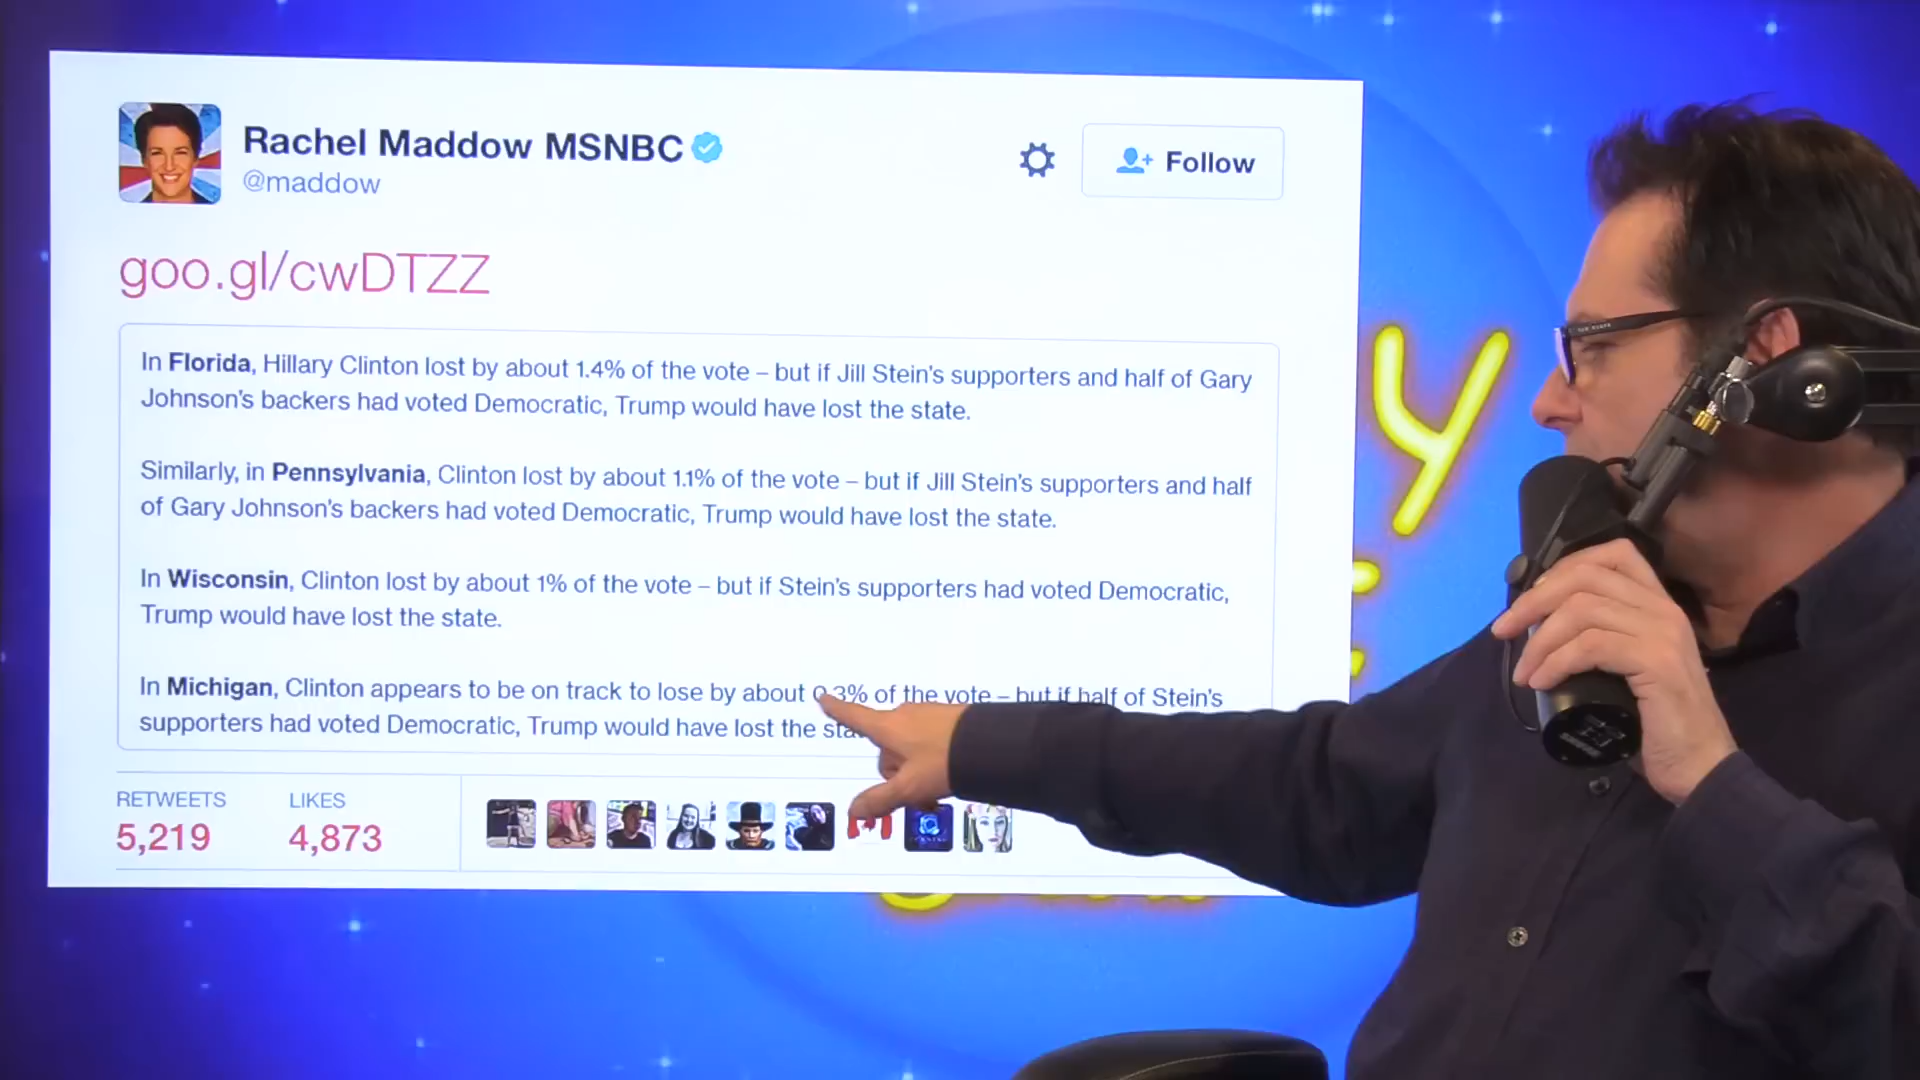 Rachel Maddow MSNBC
@maddow
Follow
goo.gl/cwDTZZ
In Florida, Hillary Clinton lost by about 1.4% of the vote – but if Jill Stein's supporters and half of Gary
Johnson's backers had voted Democratic, Trump would have lost the state.
Similarly, in Pennsylvania, Clinton lost by about 1.1% of the vote – but if Jill Stein's supporters and half
of Gary Johnson's backers had voted Democratic, Trump would have lost the state.
In Wisconsin, Clinton lost by about 1% of the vote – but if Stein's supporters had voted Democratic,
Trump would have lost the state.
In Michigan, Clinton appears to be on track to lose by about 0.3% of the vote – but if half of Stein's
supporters had voted Democratic, Trump would have lost the
RETWEETS LIKES
5,219 4,873
Y